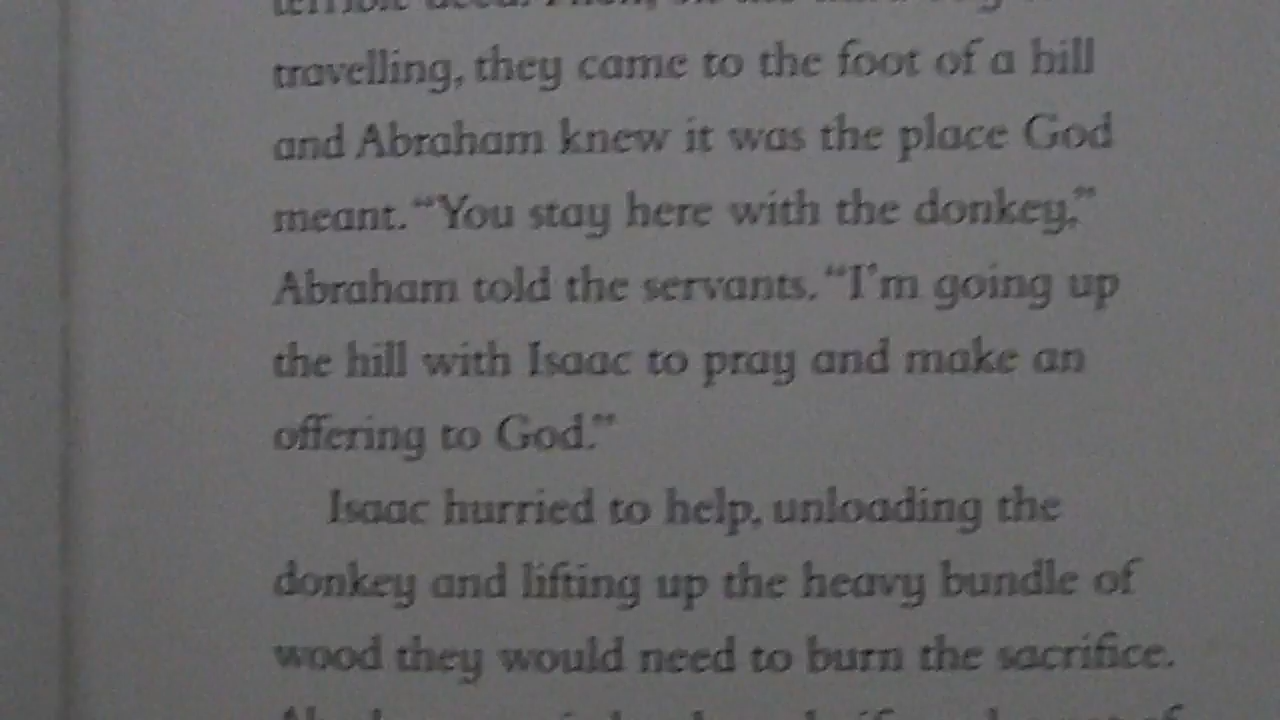 travelling, they came to the foot of a hill
and Abraham knew it was the place God
meant. “You stay here with the donkey,”
Abraham told the servants. “I’m going up
the hill with Isaac to pray and make an
offering to God.”
Isaac hurried to help, unloading the
donkey and lifting up the heavy bundle of
wood they would need to burn the sacrifice.